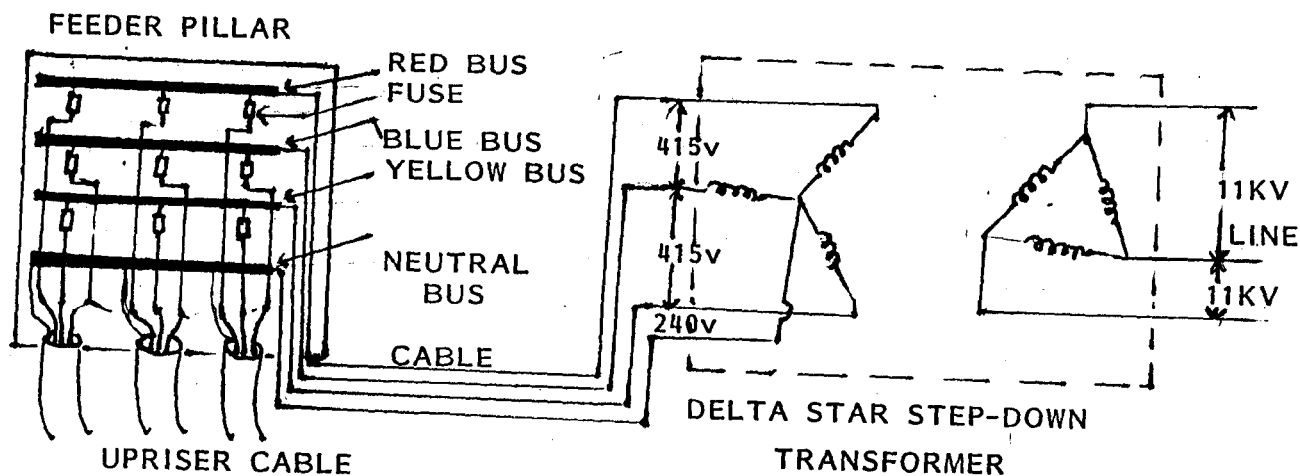 FEEDER PILLAR
RED BUS
FUSE
BLUE BUS
YELLOW BUS
NEUTRAL
BUS
CABLE
UPRISER CABLE
415v
415v
240v
11KV
LINE
11KV
DELTA STAR STEP-DOWN
TRANSFORMER